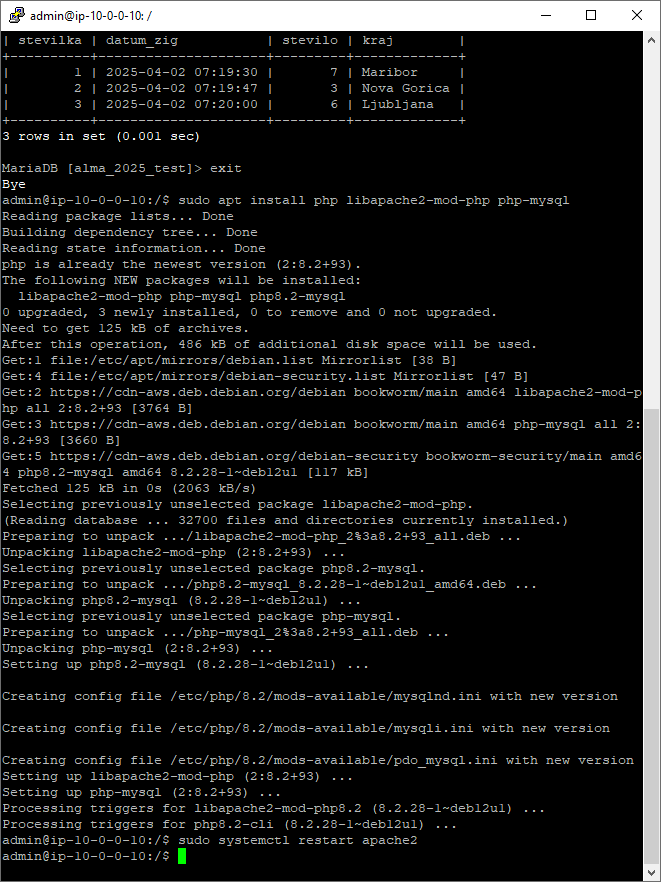 admin@ip-10-0-0-10: /
| stevilka | datum_zig           | stevilo | kraj        |
+----------+---------------------+---------+-------------+
|        1 | 2025-04-02 07:19:30 |       7 | Maribor     |
|        2 | 2025-04-02 07:19:47 |       3 | Nova Gorica |
|        3 | 2025-04-02 07:20:00 |       6 | Ljubljana   |
+----------+---------------------+---------+-------------+
3 rows in set (0.001 sec)
MariaDB [alma_2025_test]> exit
Bye
admin@ip-10-0-0-10:/$ sudo apt install php libapache2-mod-php php-mysql
Reading package lists... Done
Building dependency tree... Done
Reading state information... Done
php is already the newest version (2:8.2+93).
The following NEW packages will be installed:
  libapache2-mod-php php-mysql php8.2-mysql
0 upgraded, 3 newly installed, 0 to remove and 0 not upgraded.
Need to get 125 kB of archives.
After this operation, 486 kB of additional disk space will be used.
Get:1 file:/etc/apt/mirrors/debian.list Mirrorlist [38 B]
Get:4 file:/etc/apt/mirrors/debian-security.list Mirrorlist [47 B]
Get:2 https://cdn-aws.deb.debian.org/debian bookworm/main amd64 libapache2-mod-p
hp all 2:8.2+93 [3764 B]
Get:3 https://cdn-aws.deb.debian.org/debian bookworm/main amd64 php-mysql all 2:
8.2+93 [3660 B]
Get:5 https://cdn-aws.deb.debian.org/debian-security bookworm-security/main amd6
4 php8.2-mysql amd64 8.2.28-1~deb12u1 [117 kB]
Fetched 125 kB in 0s (2063 kB/s)
Selecting previously unselected package libapache2-mod-php.
(Reading database ... 32700 files and directories currently installed.)
Preparing to unpack .../libapache2-mod-php_2%3a8.2+93_all.deb ...
Unpacking libapache2-mod-php (2:8.2+93) ...
Selecting previously unselected package php8.2-mysql.
Preparing to unpack .../php8.2-mysql_8.2.28-1~deb12u1_amd64.deb ...
Unpacking php8.2-mysql (8.2.28-1~deb12u1) ...
Selecting previously unselected package php-mysql.
Preparing to unpack .../php-mysql_2%3a8.2+93_all.deb ...
Unpacking php-mysql (2:8.2+93) ...
Setting up php8.2-mysql (8.2.28-1~deb12u1) ...
Creating config file /etc/php/8.2/mods-available/mysqlnd.ini with new version
Creating config file /etc/php/8.2/mods-available/mysqli.ini with new version
Creating config file /etc/php/8.2/mods-available/pdo_mysql.ini with new version
Setting up libapache2-mod-php (2:8.2+93) ...
Setting up php-mysql (2:8.2+93) ...
Processing triggers for libapache2-mod-php8.2 (8.2.28-1~deb12u1) ...
Processing triggers for php8.2-cli (8.2.28-1~deb12u1) ...
admin@ip-10-0-0-10:/$ sudo systemctl restart apache2
admin@ip-10-0-0-10:/$